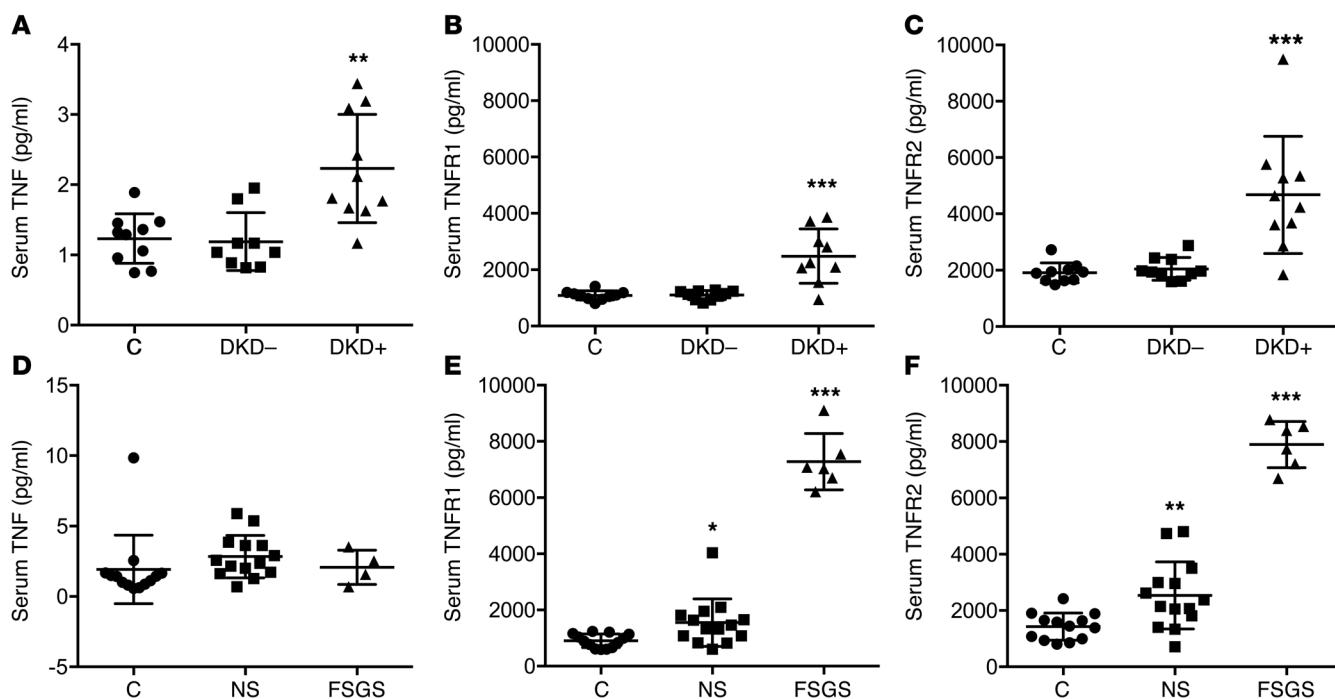 A
Serum TNF (pg/ml)
4
3
2
1
0
**
C
DKD–
DKD+
B
Serum TNFR1 (pg/ml)
10000
8000
6000
4000
2000
0
***
C
DKD–
DKD+
C
Serum TNFR2 (pg/ml)
10000
8000
6000
4000
2000
0
***
C
DKD–
DKD+
D
Serum TNF (pg/ml)
15
10
5
0
-5
C
NS
FSGS
E
Serum TNFR1 (pg/ml)
10000
8000
6000
4000
2000
0
*
***
C
NS
FSGS
F
Serum TNFR2 (pg/ml)
10000
8000
6000
4000
2000
0
**
***
C
NS
FSGS